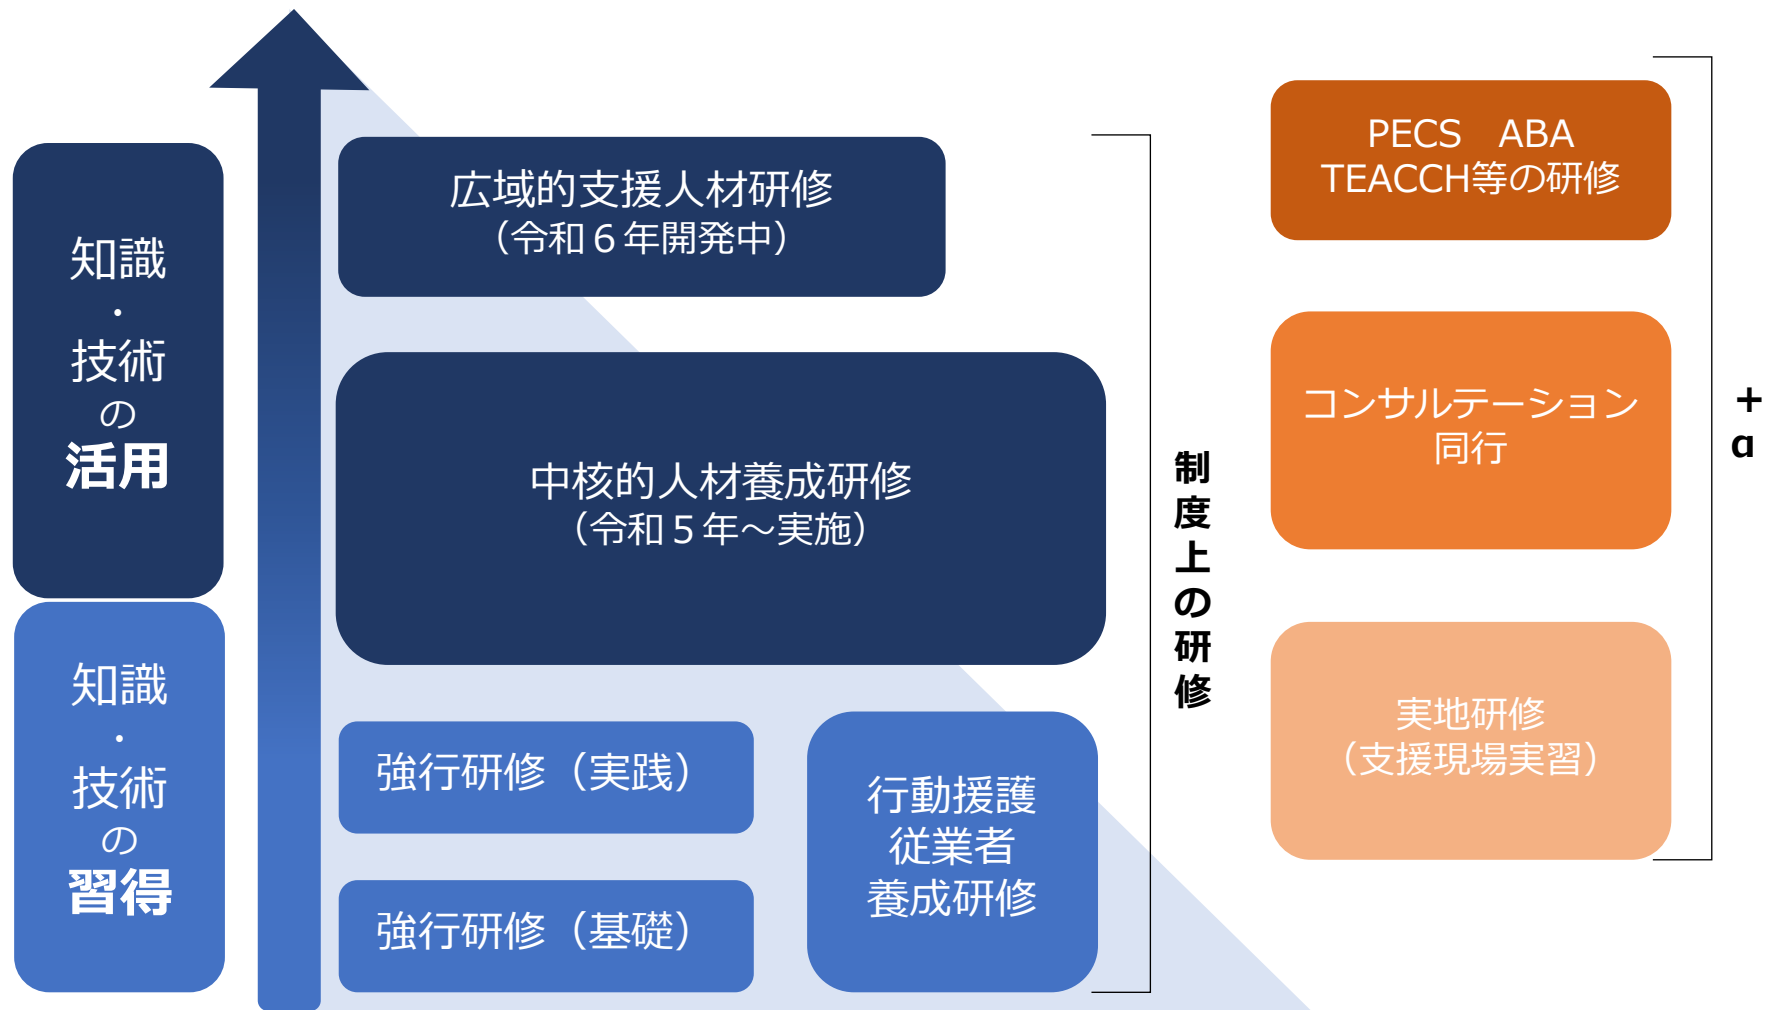 知識
・
技術
の
活用
知識
・
技術
の
習得
広域的支援人材研修
（令和６年開発中）
中核的人材養成研修
（令和５年～実施）
強行研修（実践）
強行研修（基礎）
行動援護
従業者
養成研修
制度上の研修
PECS　ABA
TEACCH等の研修
コンサルテーション
同行
実地研修
（支援現場実習）
＋
α